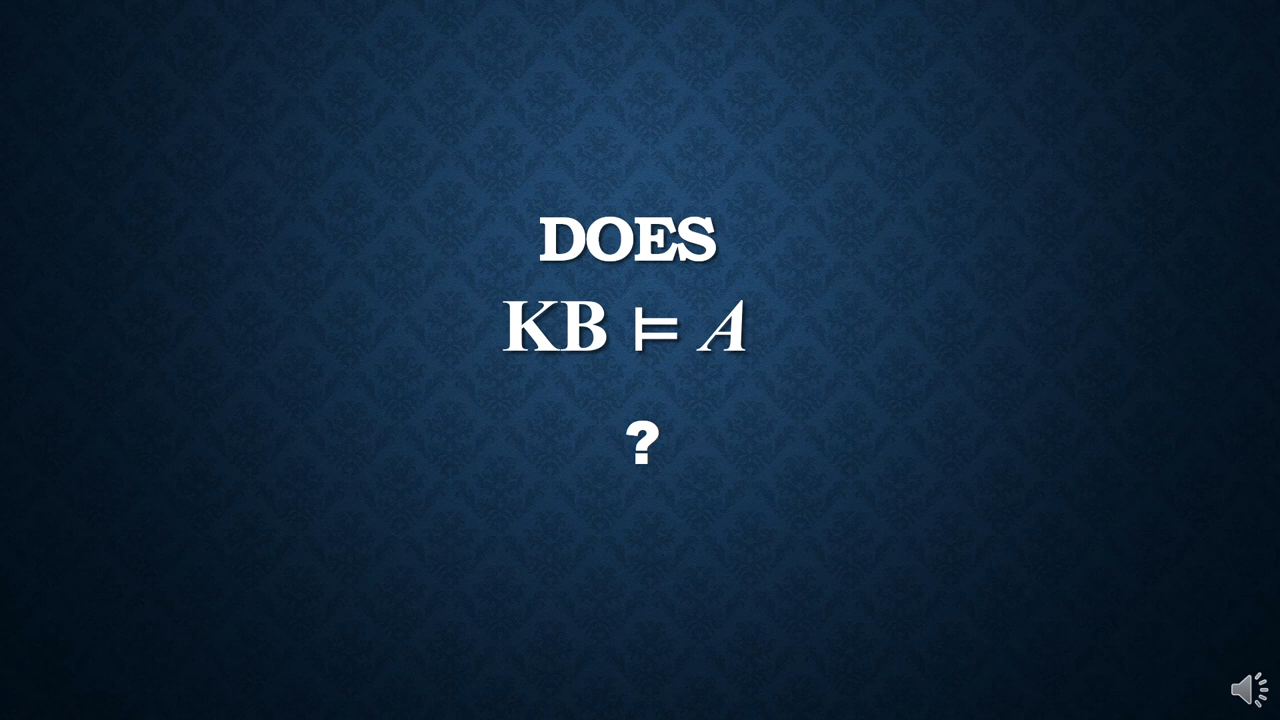 DOES
KB ⊨ A
?